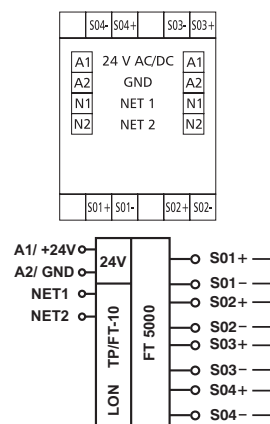 S04- S04+ S03- S03+
A1 24 V AC/DC A1
A2 GND A2
N1 NET 1 N1
N2 NET 2 N2
S01+ S01- S02+ S02-
A1/ +24V
A2/ GND
NET1
NET2
24V
LON TP/FT-10
FT 5000
S01+
S01-
S02+
S02-
S03+
S03-
S04+
S04-